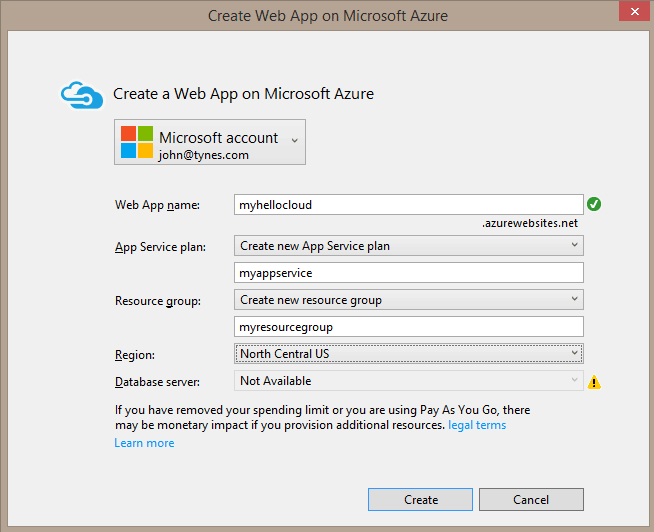 Create Web App on Microsoft Azure
Create a Web App on Microsoft Azure
Microsoft account
john@tynes.com
Web App name: myhellocloud
.azurewebsites.net
App Service plan: Create new App Service plan
myappservice
Resource group: Create new resource group
myresourcegroup
Region: North Central US
Database server: Not Available
If you have removed your spending limit or you are using Pay As You Go, there
may be monetary impact if you provision additional resources. legal terms
Learn more
Create Cancel